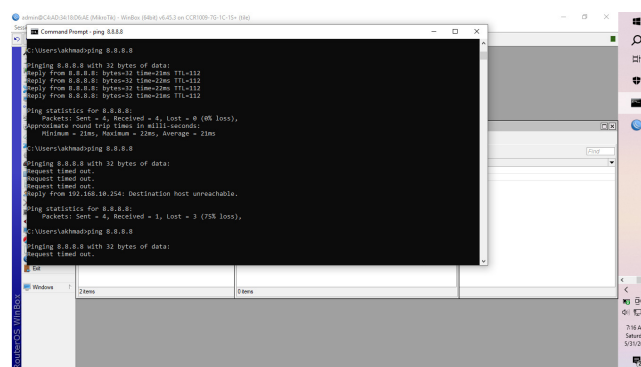 admin@C4:AD:34:18:D6:AE (MikroTik) - WinBox (64bit) v6.45.3 on CCR1009-7G-1C-1S+ (tile)
Command Prompt - ping 8.8.8.8
C:\Users\akhmad>ping 8.8.8.8
Pinging 8.8.8.8 with 32 bytes of data:
Reply from 8.8.8.8: bytes=32 time=21ms TTL=112
Reply from 8.8.8.8: bytes=32 time=22ms TTL=112
Reply from 8.8.8.8: bytes=32 time=22ms TTL=112
Reply from 8.8.8.8: bytes=32 time=21ms TTL=112
Ping statistics for 8.8.8.8:
Packets: Sent = 4, Received = 4, Lost = 0 (0% loss),
Approximate round trip times in milli-seconds:
Minimum = 21ms, Maximum = 22ms, Average = 21ms
C:\Users\akhmad>ping 8.8.8.8
Pinging 8.8.8.8 with 32 bytes of data:
Request timed out.
Request timed out.
Request timed out.
Reply from 192.168.10.254: Destination host unreachable.
Ping statistics for 8.8.8.8:
Packets: Sent = 4, Received = 1, Lost = 3 (75% loss),
C:\Users\akhmad>ping 8.8.8.8
Pinging 8.8.8.8 with 32 bytes of data:
Request timed out.
Find
Exit
Windows
2 items
0 items
RouterOS WinBox
7:16 A
Saturd
5/31/2